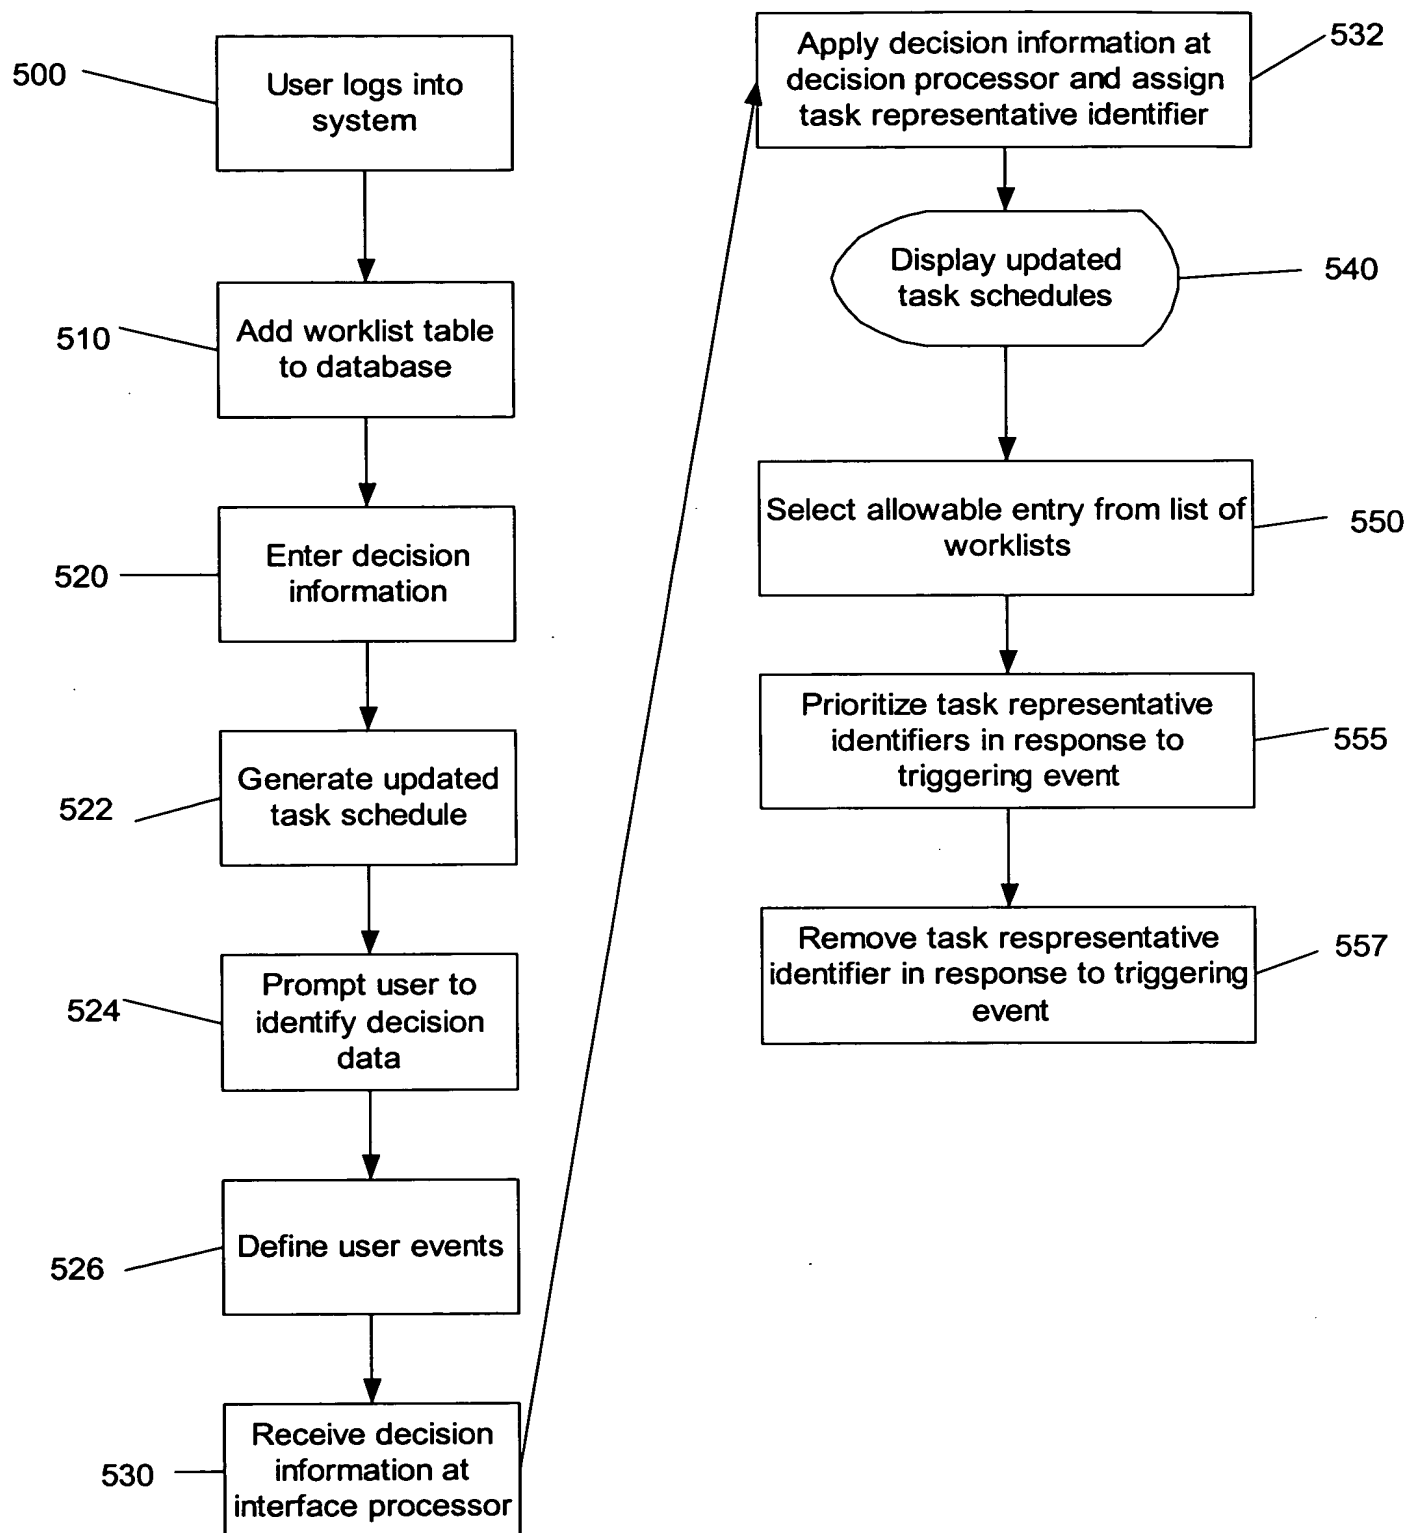 500
User logs into
system
510
Add worklist table
to database
520
Enter decision
information
522
Generate updated
task schedule
524
Prompt user to
identify decision
data
526
Define user events
530
Receive decision
information at
interface processor
Apply decision information at
decision processor and assign
task representative identifier
532
Display updated
task schedules
540
Select allowable entry from list of
worklists
550
Prioritize task representative
identifiers in response to
triggering event
555
Remove task respresentative
identifier in response to triggering
event
557